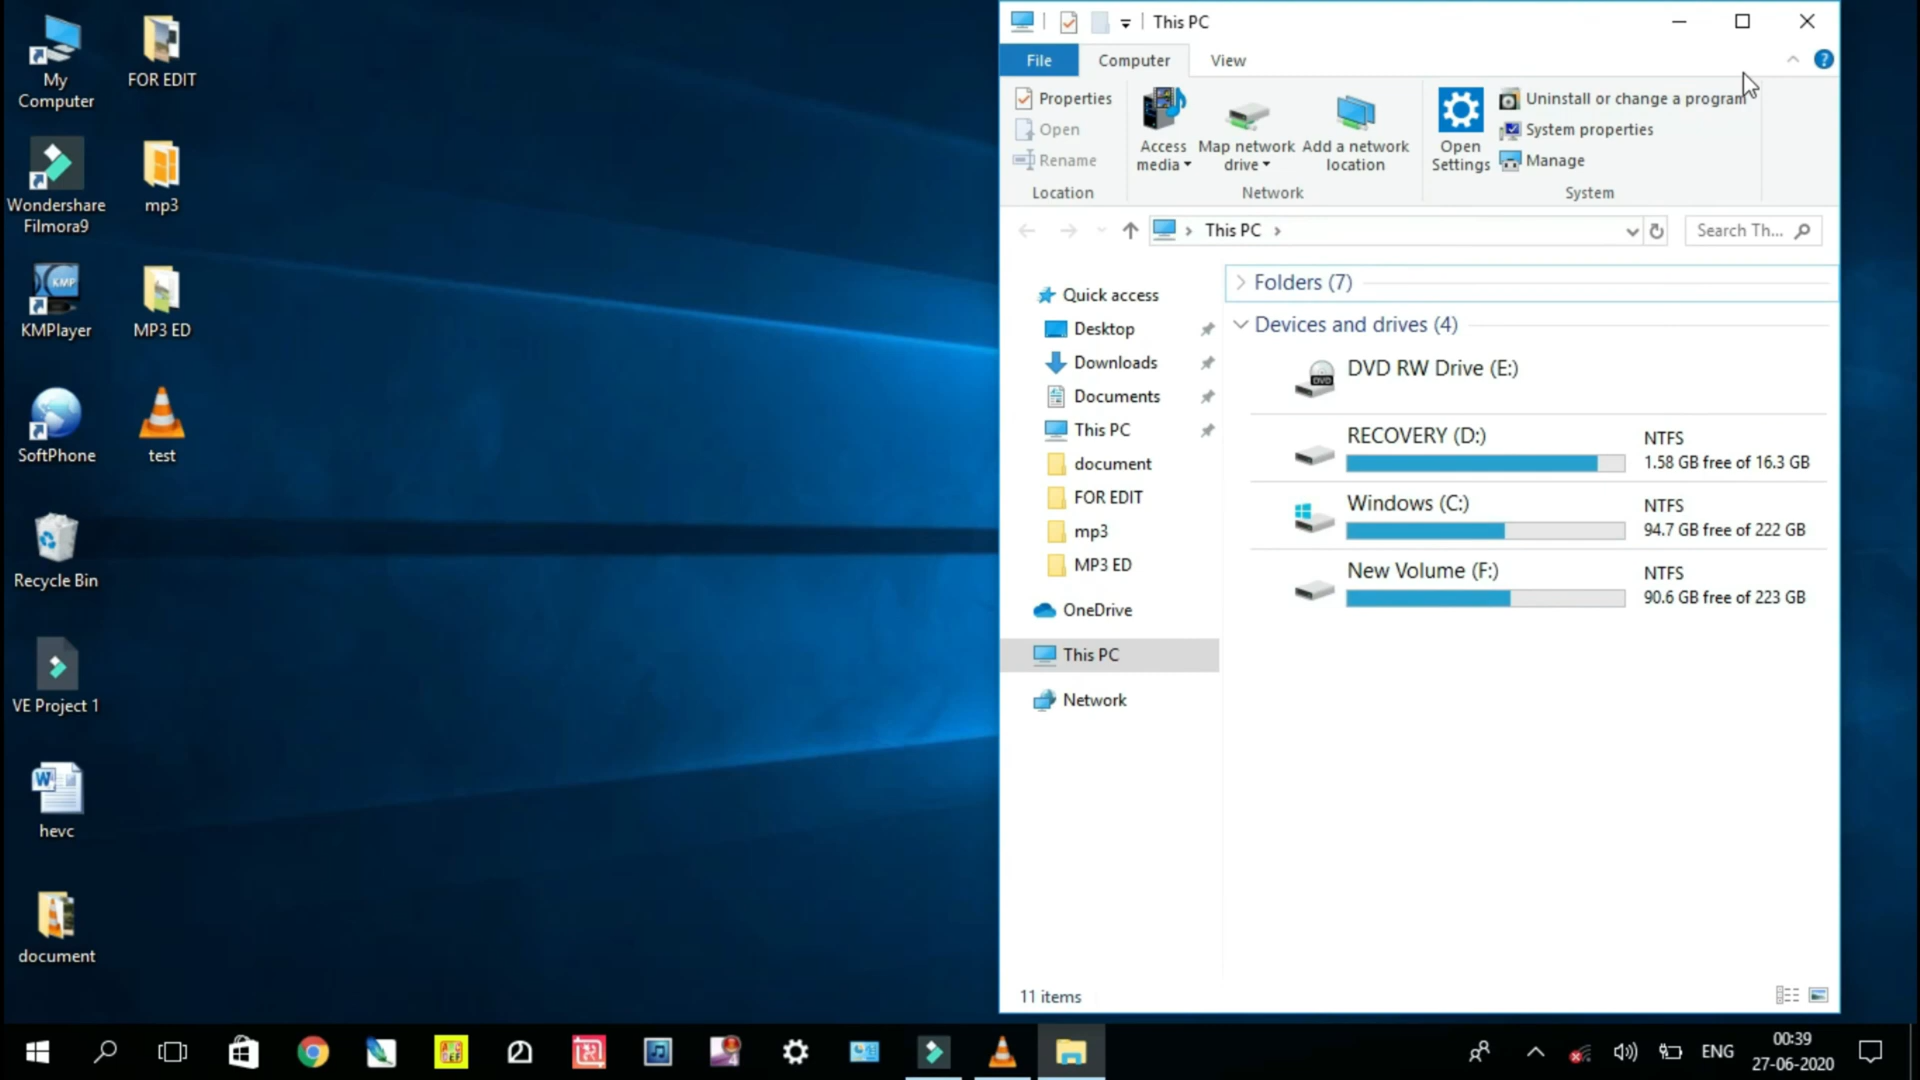 My
Computer
FOR EDIT
Wondershare
Filmora9
mp3
KMP
KMPlayer
MP3 ED
SoftPhone
test
Recycle Bin
VE Project 1
W
hevc
document
This PC
File
Computer
View
?
Properties
Open
Rename
Location
Access
media
Map network
drive
Add a network
location
Network
Open
Settings
Uninstall or change a program
System properties
Manage
System
This PC
Search Th...
Quick access
Desktop
Downloads
Documents
This PC
document
FOR EDIT
mp3
MP3 ED
OneDrive
This PC
Network
Folders (7)
Devices and drives (4)
DVD
DVD RW Drive (E:)
RECOVERY (D:)
NTFS
1.58 GB free of 16.3 GB
Windows (C:)
NTFS
94.7 GB free of 222 GB
New Volume (F:)
NTFS
90.6 GB free of 223 GB
11 items
ENG
00:39
27-06-2020